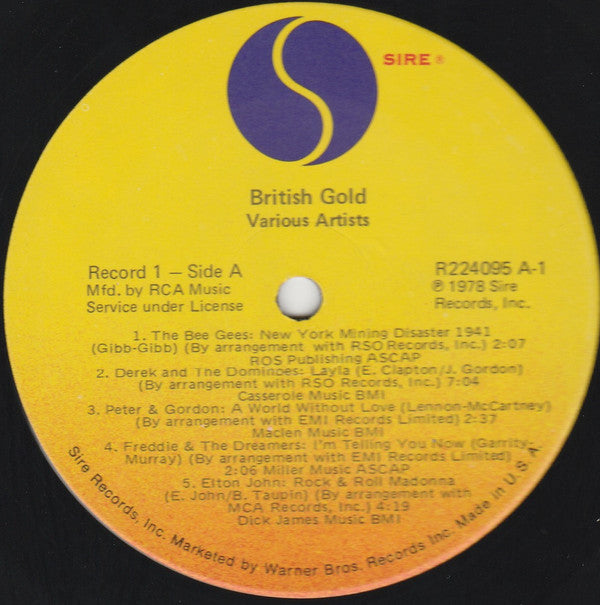 SIRE ®
British Gold
Various Artists
Record 1 — Side A
Mfd. by RCA Music
Service under License
R224095 A-1
℗ 1978 Sire
Records, Inc.
1. The Bee Gees: New York Mining Disaster 1941
(Gibb-Gibb) (By arrangement with RSO Records, Inc.) 2:07
ROS Publishing ASCAP
2. Derek and The Dominoes: Layla (E. Clapton/J. Gordon)
(By arrangement with RSO Records, Inc.) 7:04
Casserole Music BMI
3. Peter & Gordon: A World Without Love (Lennon-McCartney)
(By arrangement with EMI Records Limited) 2:37
Maclen Music BMI
4. Freddie & The Dreamers: I'm Telling You Now (Garrity-
Murray) (By arrangement with EMI Records Limited)
2:06 Miller Music ASCAP
5. Elton John: Rock & Roll Madonna
(E. John/B. Taupin) (By arrangement with
MCA Records, Inc.) 4:19
Dick James Music BMI
Sire Records, Inc. Marketed by Warner Bros. Records Inc. Made in U.S.A.